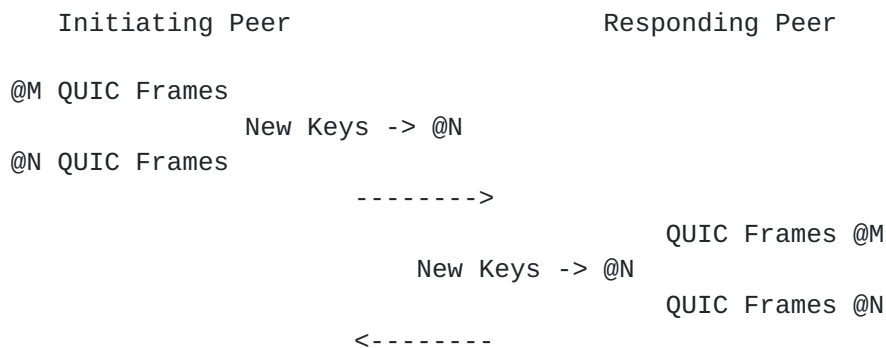 Initiating Peer                    Responding Peer
@M QUIC Frames
New Keys -> @N
@N QUIC Frames
-------->
QUIC Frames @M
New Keys -> @N
QUIC Frames @N
<--------